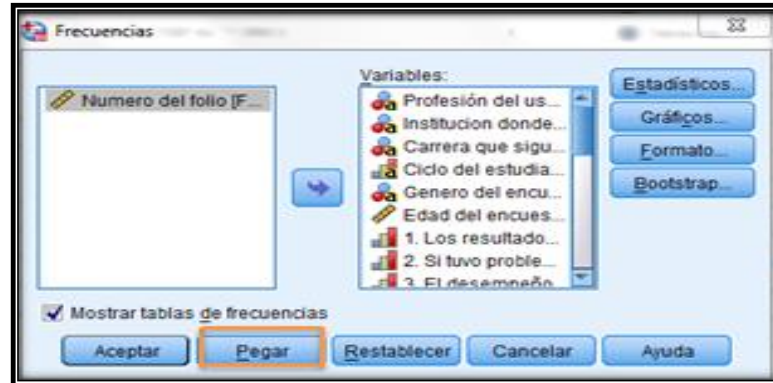 Frecuencias
Variables:
Numero del folio [F...
Profesión del us...
Institucion donde...
Carrera que sigu...
Ciclo del estudia...
Genero del encu...
Edad del encues...
1. Los resultado...
2. Si tuvo proble...
3. El desempeño
Estadísticos...
Gráficos...
Formato...
Bootstrap...
Mostrar tablas de frecuencias
Aceptar Pegar Restablecer Cancelar Ayuda